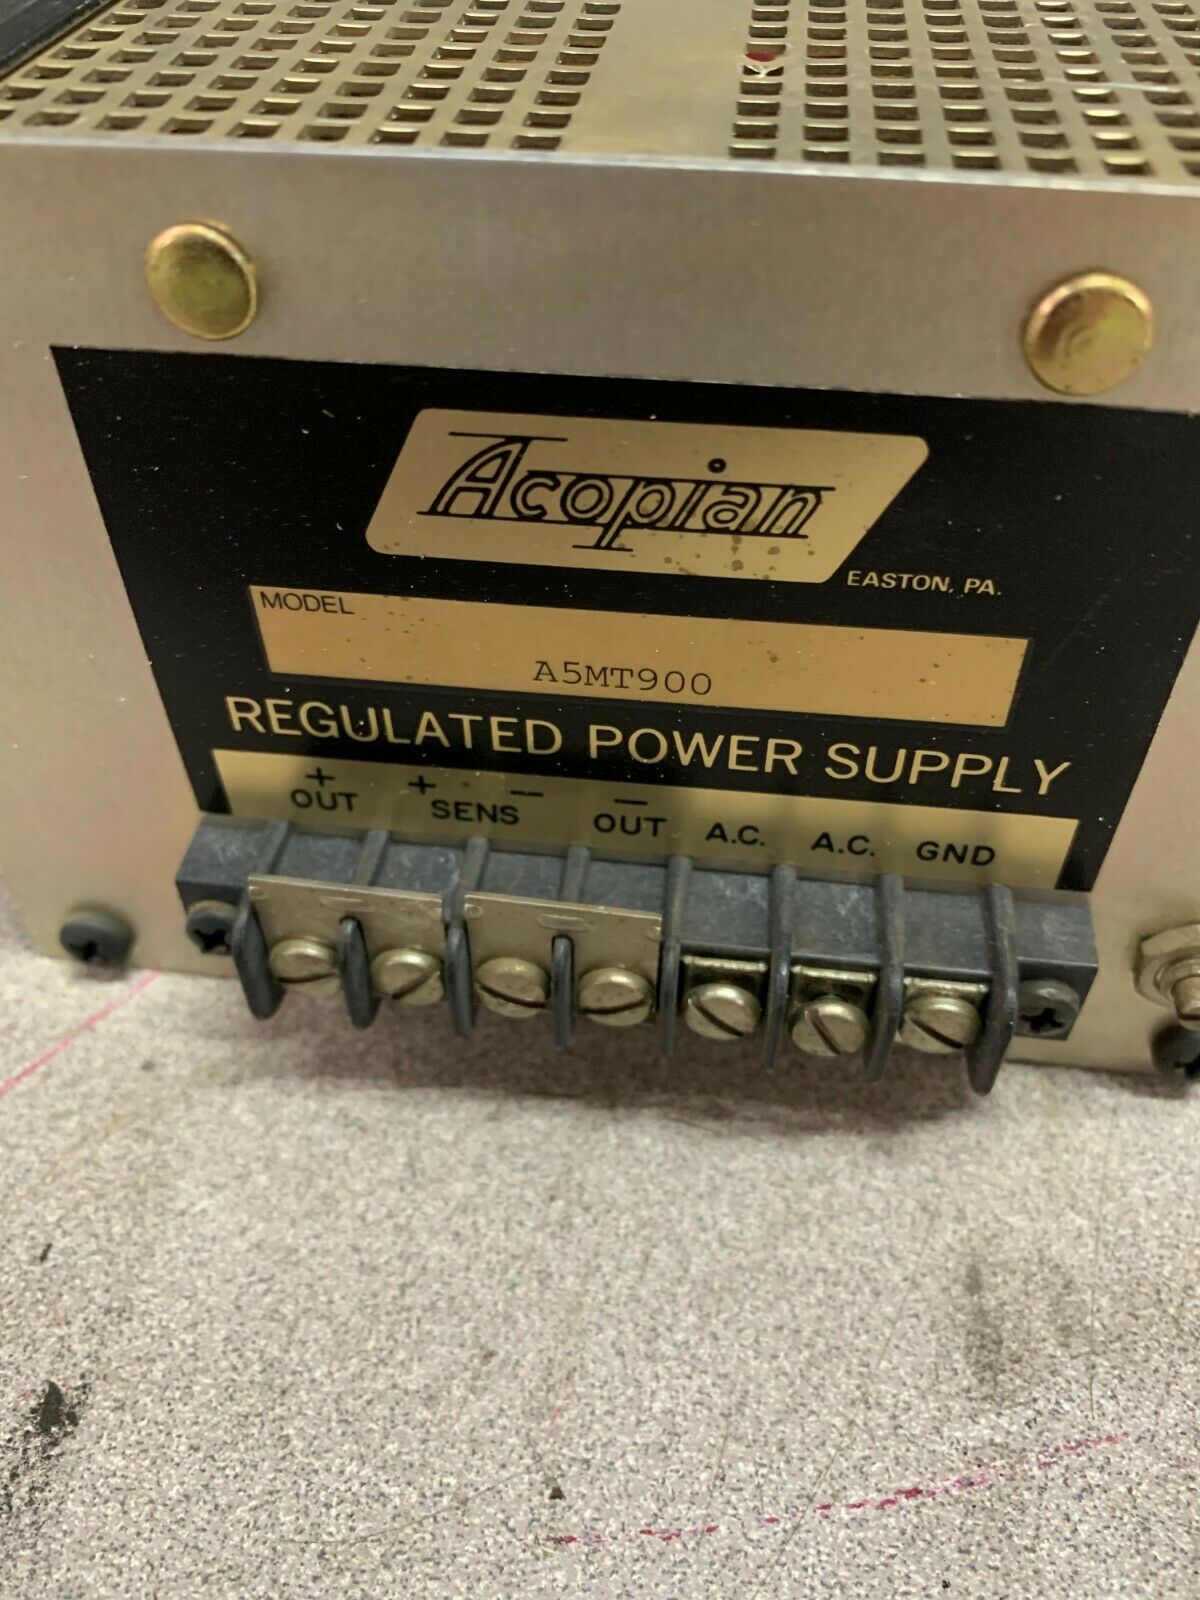 Acopian
EASTON, PA.
MODEL
A5MT900
REGULATED POWER SUPPLY
+ + -- —
OUT SENS OUT A.C. A.C. GND